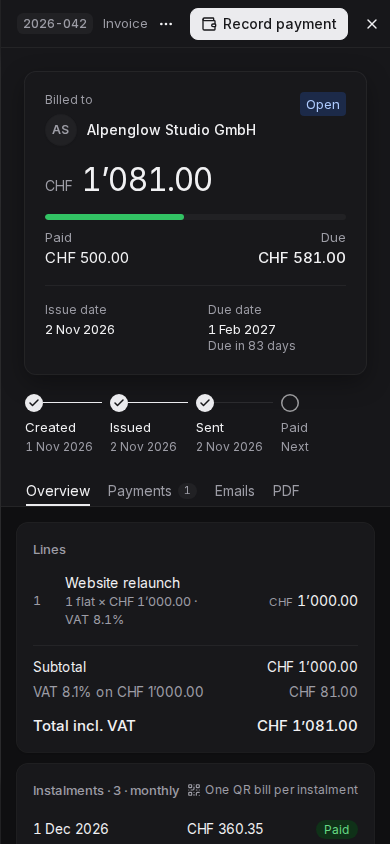 2026-042 Invoice ··· Record payment
Billed to
Open
AS Alpenglow Studio GmbH
CHF 1’081.00
Paid Due
CHF 500.00 CHF 581.00
Issue date Due date
2 Nov 2026 1 Feb 2027
Due in 83 days
Created Issued Sent Paid
1 Nov 2026 2 Nov 2026 2 Nov 2026 Next
Overview Payments 1 Emails PDF
Lines
Website relaunch
1 1 flat × CHF 1’000.00 · CHF 1’000.00
VAT 8.1%
Subtotal CHF 1’000.00
VAT 8.1% on CHF 1’000.00 CHF 81.00
Total incl. VAT CHF 1’081.00
Instalments · 3 · monthly One QR bill per instalment
1 Dec 2026 CHF 360.35 Paid